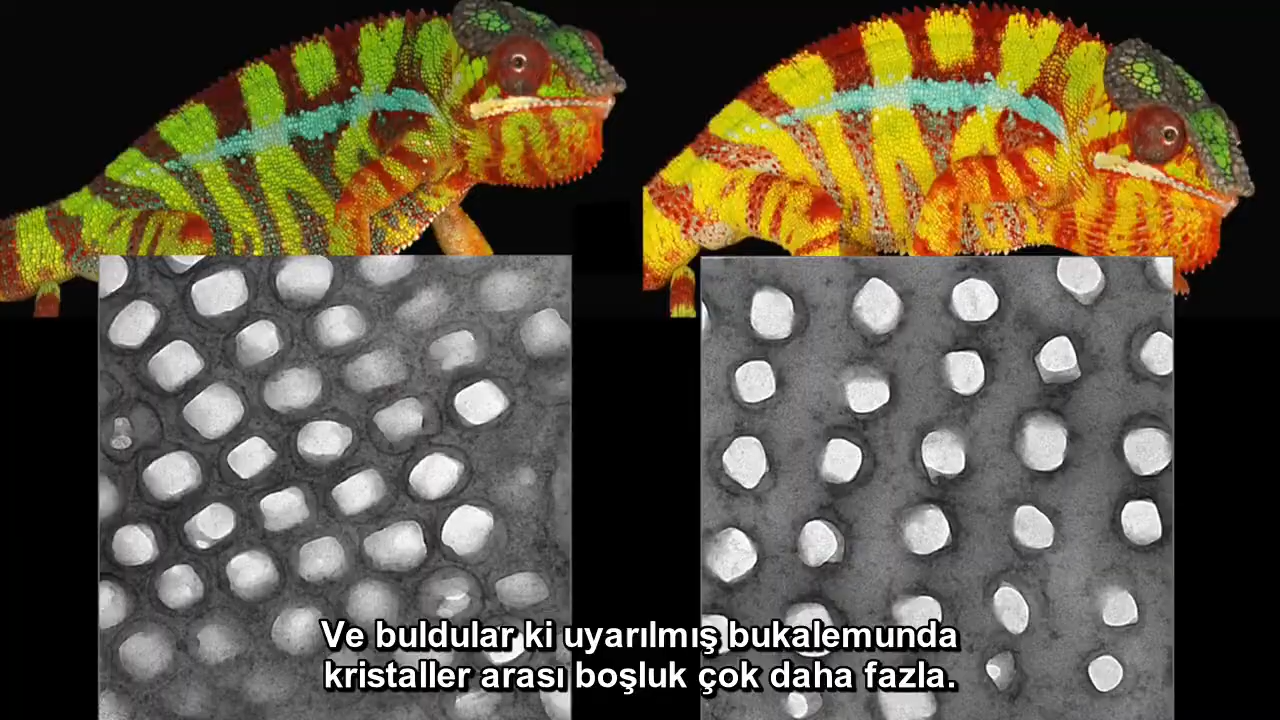 Ve buldular ki uyarılmış bukalemunda
kristaller arası boşluk çok daha fazla.